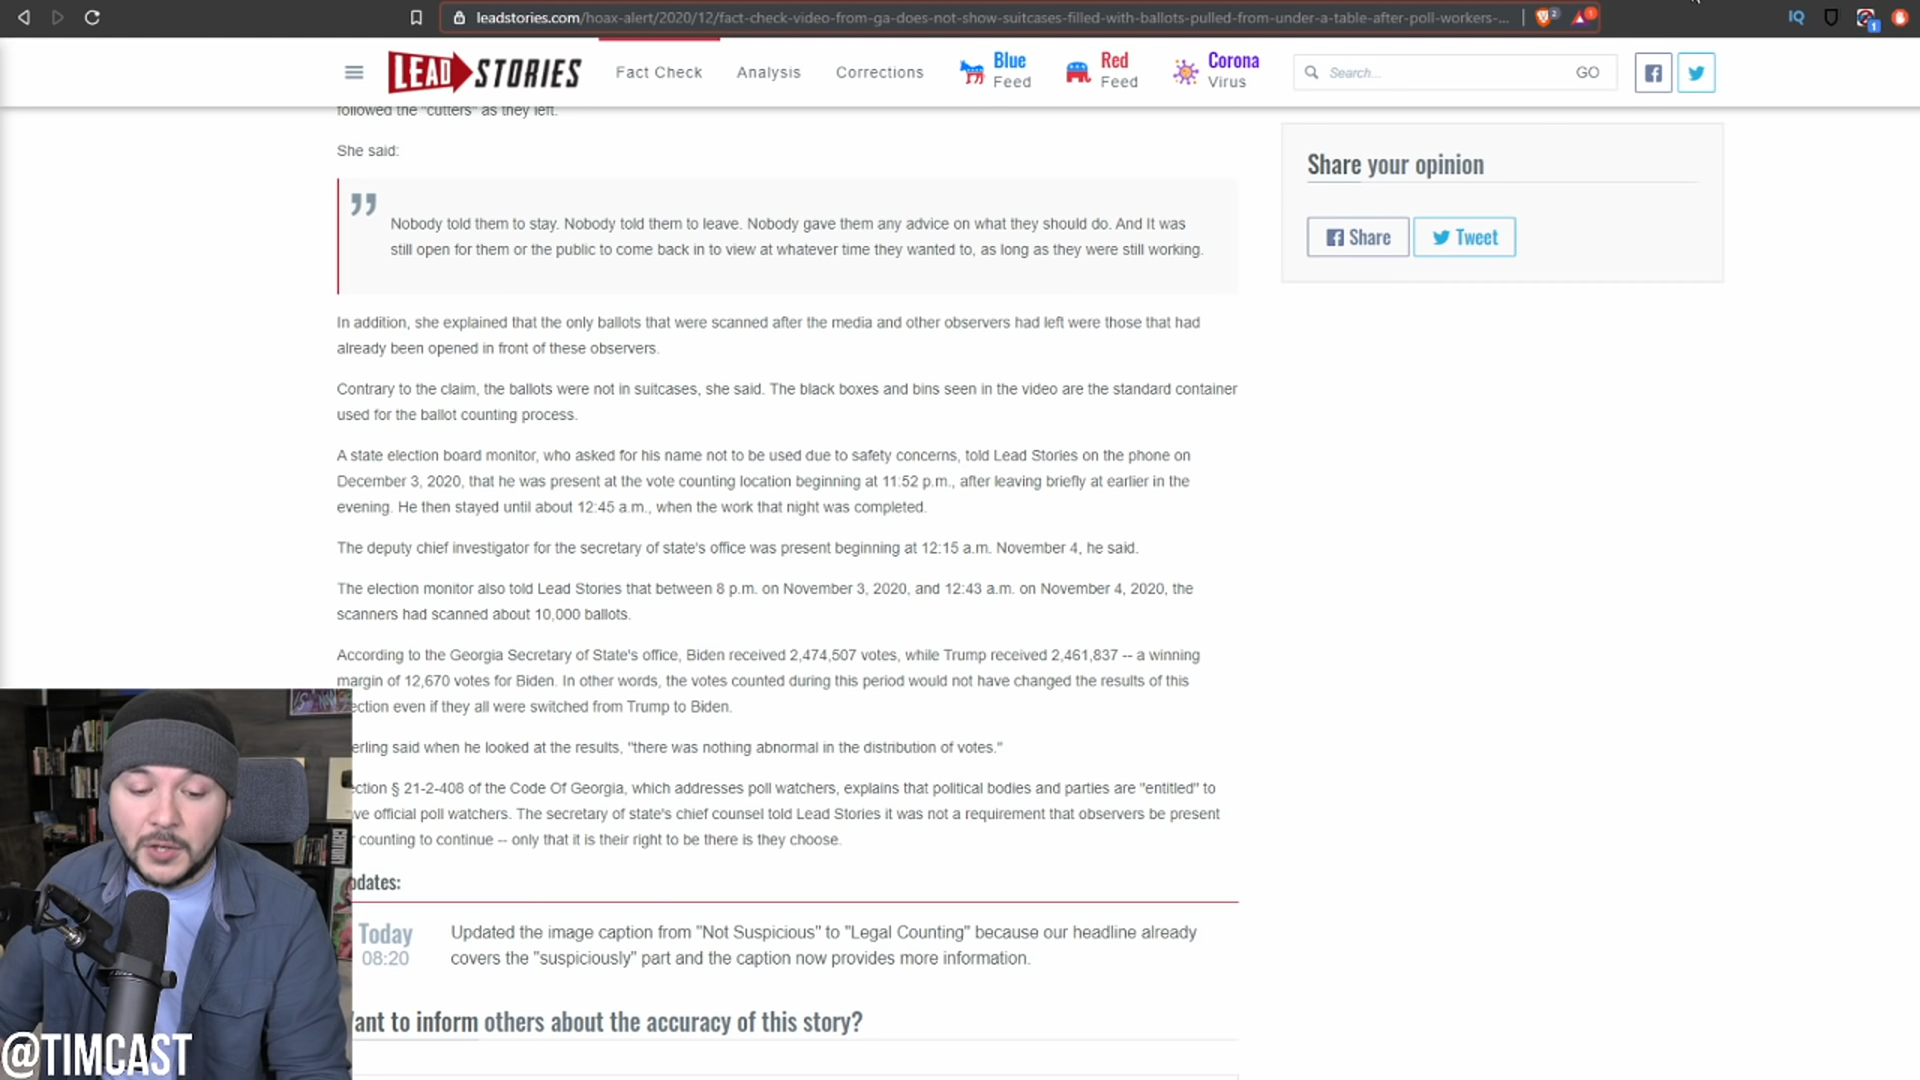 leadstories.com/hoax-alert/2020/12/fact-check-video-from-ga-does-not-show-suitcases-filled-with-ballots-pulled-from-under-a-table-after-poll-workers-...
2
1
IQ
1
LEAD STORIES
Fact Check
Analysis
Corrections
Blue
Feed
Red
Feed
Corona
Virus
Search...
GO
followed the "cutters" as they left.
She said:
Nobody told them to stay. Nobody told them to leave. Nobody gave them any advice on what they should do. And It was
still open for them or the public to come back in to view at whatever time they wanted to, as long as they were still working.
In addition, she explained that the only ballots that were scanned after the media and other observers had left were those that had
already been opened in front of these observers.
Contrary to the claim, the ballots were not in suitcases, she said. The black boxes and bins seen in the video are the standard container
used for the ballot counting process.
A state election board monitor, who asked for his name not to be used due to safety concerns, told Lead Stories on the phone on
December 3, 2020, that he was present at the vote counting location beginning at 11:52 p.m., after leaving briefly at earlier in the
evening. He then stayed until about 12:45 a.m., when the work that night was completed.
The deputy chief investigator for the secretary of state's office was present beginning at 12:15 a.m. November 4, he said.
The election monitor also told Lead Stories that between 8 p.m. on November 3, 2020, and 12:43 a.m. on November 4, 2020, the
scanners had scanned about 10,000 ballots.
According to the Georgia Secretary of State's office, Biden received 2,474,507 votes, while Trump received 2,461,837 -- a winning
margin of 12,670 votes for Biden. In other words, the votes counted during this period would not have changed the results of this
ection even if they all were switched from Trump to Biden.
erling said when he looked at the results, "there was nothing abnormal in the distribution of votes."
ection § 21-2-408 of the Code Of Georgia, which addresses poll watchers, explains that political bodies and parties are "entitled" to
ve official poll watchers. The secretary of state's chief counsel told Lead Stories it was not a requirement that observers be present
r counting to continue -- only that it is their right to be there is they choose.
pdates:
Today
08:20
Updated the image caption from "Not Suspicious" to "Legal Counting" because our headline already
covers the "suspiciously" part and the caption now provides more information.
ant to inform others about the accuracy of this story?
Share your opinion
Share
Tweet
@TIMCAST